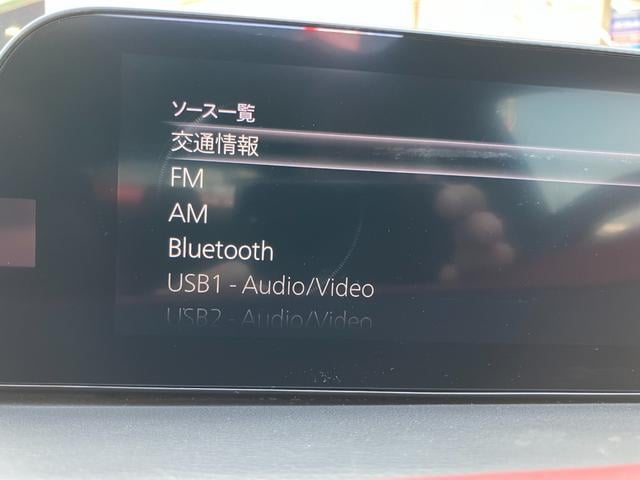 ソース一覧
交通情報
FM
AM
Bluetooth
USB1 - Audio/Video
USB2 - Audio/Video